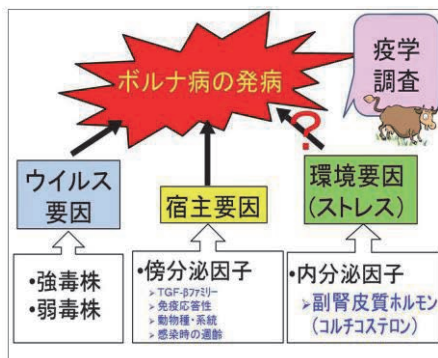 ボルナ病の発病
疫学
調査
?
ウイルス
要因
宿主要因
環境要因
(ストレス)
•強毒株
•弱毒株
•傍分泌因子
➢TGF-βファミリー
➢免疫応答性
➢動物種・系統
➢感染時の週齢
•内分泌因子
➢副腎皮質ホルモン
(コルチコステロン)